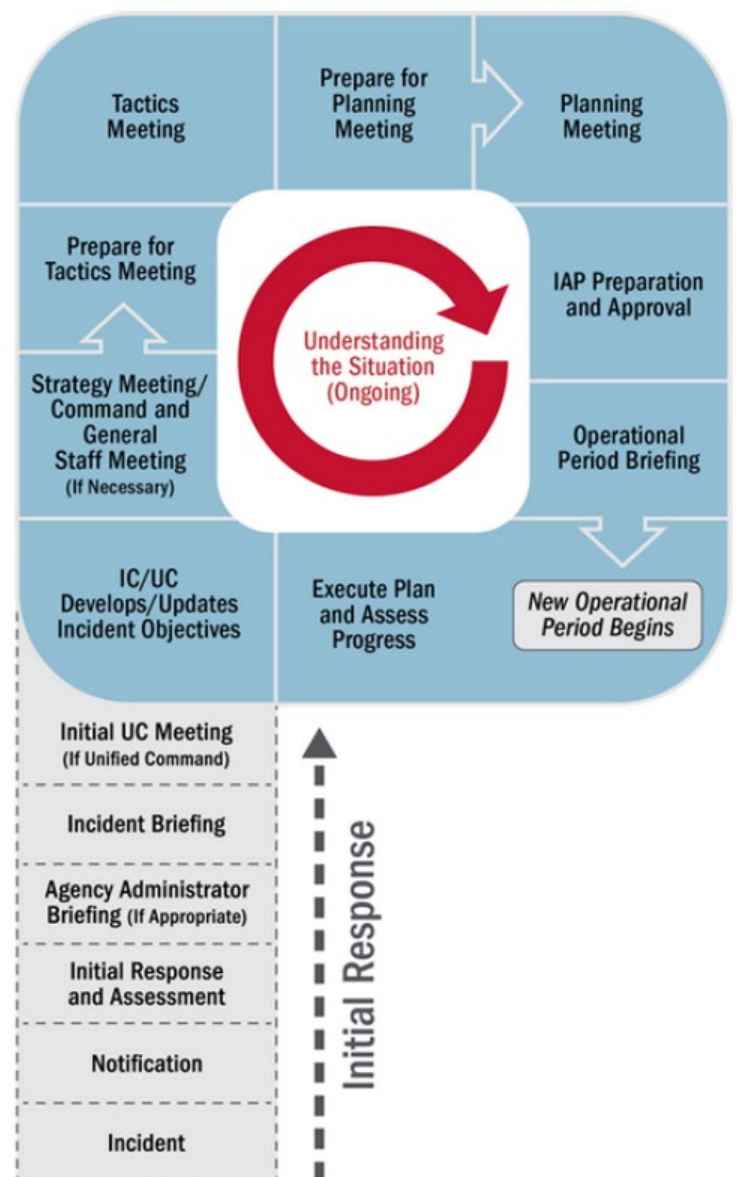 Tactics
Meeting
Prepare for
Planning
Meeting
Planning
Meeting
Prepare for
Tactics Meeting
IAP Preparation
and Approval
Understanding
the Situation
(Ongoing)
Strategy Meeting/
Command and
General
Staff Meeting
(If Necessary)
Operational
Period Briefing
IC/UC
Develops/Updates
Incident Objectives
Execute Plan
and Assess
Progress
New Operational
Period Begins
Initial UC Meeting
(If Unified Command)
Incident Briefing
Agency Administrator
Briefing (If Appropriate)
Initial Response
and Assessment
Notification
Incident
Initial Response